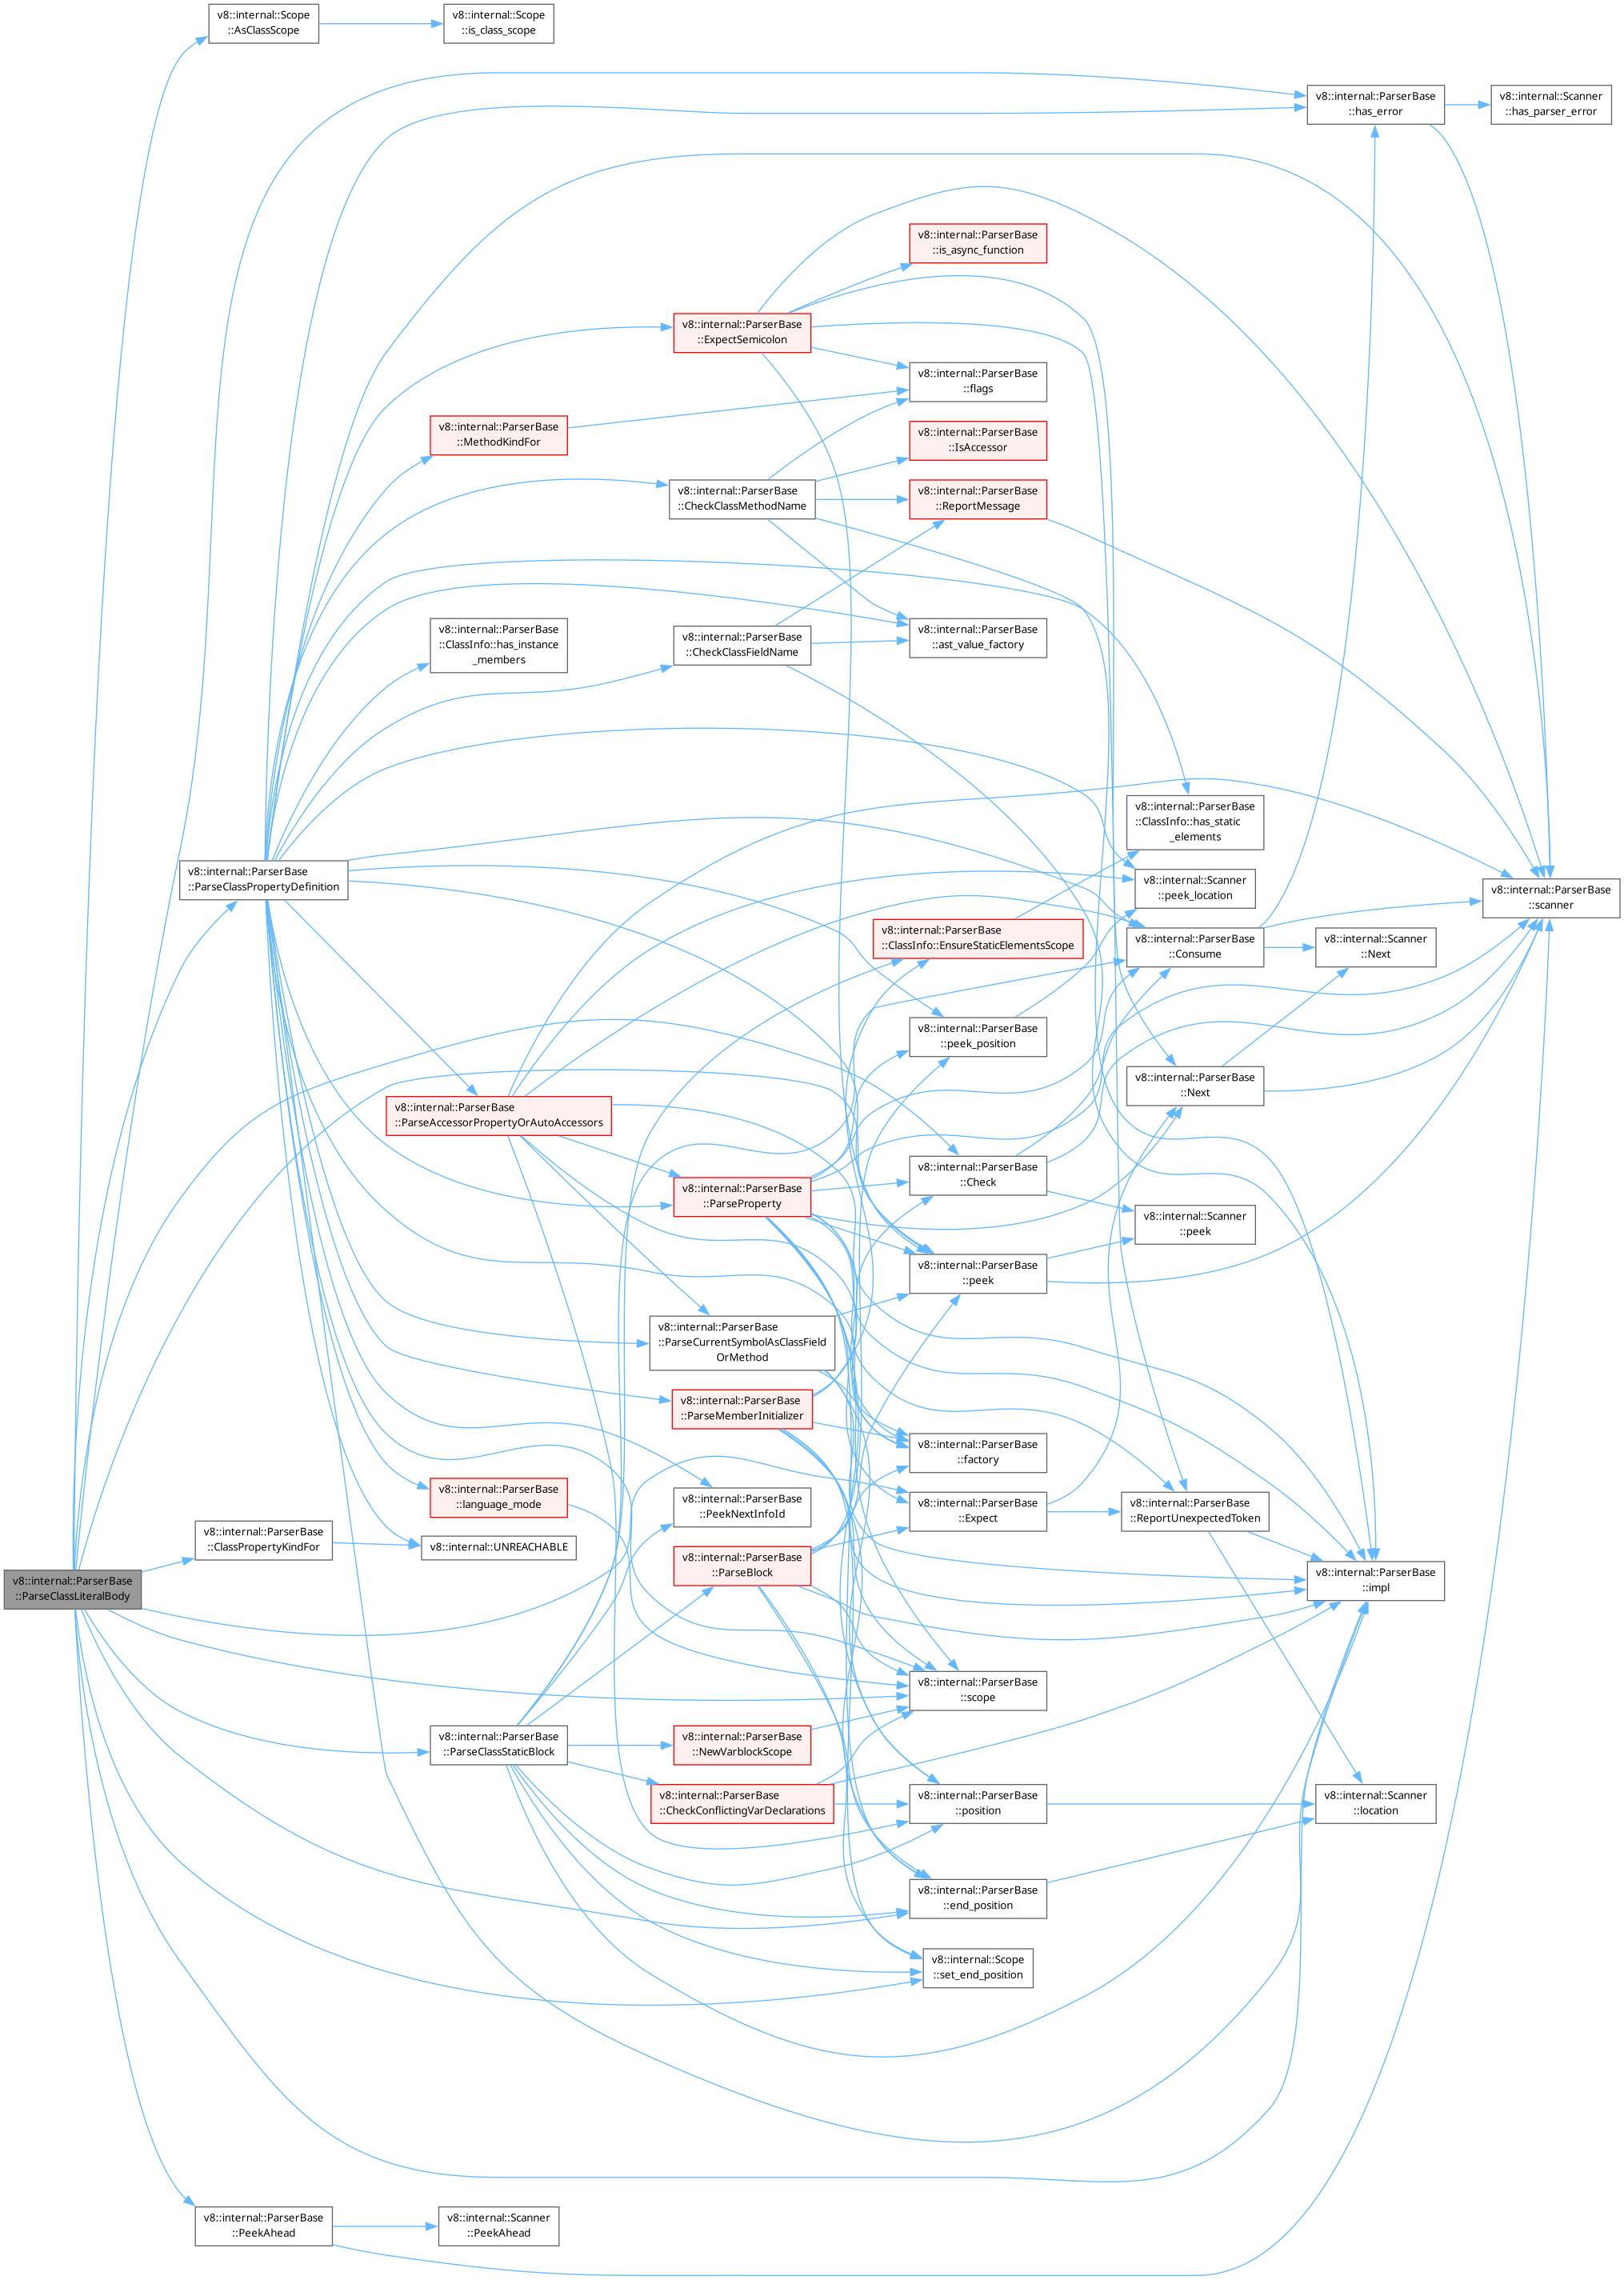 v8::internal::Scope
::AsClassScope
v8::internal::Scope
::is_class_scope
v8::internal::ParserBase
::has_error
v8::internal::Scanner
::has_parser_error
v8::internal::ParserBase
::is_async_function
v8::internal::ParserBase
::ExpectSemicolon
v8::internal::ParserBase
::flags
v8::internal::ParserBase
::MethodKindFor
v8::internal::ParserBase
::IsAccessor
v8::internal::ParserBase
::CheckClassMethodName
v8::internal::ParserBase
::ReportMessage
v8::internal::ParserBase
::ClassInfo::has_instance
_members
v8::internal::ParserBase
::CheckClassFieldName
v8::internal::ParserBase
::ast_value_factory
v8::internal::ParserBase
::ClassInfo::has_static
_elements
v8::internal::ParserBase
::ParseClassPropertyDefinition
v8::internal::Scanner
::peek_location
v8::internal::ParserBase
::scanner
v8::internal::ParserBase
::ClassInfo::EnsureStaticElementsScope
v8::internal::ParserBase
::Consume
v8::internal::Scanner
::Next
v8::internal::ParserBase
::peek_position
v8::internal::ParserBase
::Next
v8::internal::ParserBase
::ParseAccessorPropertyOrAutoAccessors
v8::internal::ParserBase
::ParseProperty
v8::internal::ParserBase
::Check
v8::internal::Scanner
::peek
v8::internal::ParserBase
::peek
v8::internal::ParserBase
::ParseCurrentSymbolAsClassField
OrMethod
v8::internal::ParserBase
::ParseMemberInitializer
v8::internal::ParserBase
::factory
v8::internal::ParserBase
::language_mode
v8::internal::ParserBase
::PeekNextInfoId
v8::internal::ParserBase
::Expect
v8::internal::ParserBase
::ReportUnexpectedToken
v8::internal::ParserBase
::ClassPropertyKindFor
v8::internal::UNREACHABLE
v8::internal::ParserBase
::ParseClassLiteralBody
v8::internal::ParserBase
::ParseBlock
v8::internal::ParserBase
::impl
v8::internal::ParserBase
::scope
v8::internal::ParserBase
::ParseClassStaticBlock
v8::internal::ParserBase
::NewVarblockScope
v8::internal::ParserBase
::CheckConflictingVarDeclarations
v8::internal::ParserBase
::position
v8::internal::Scanner
::location
v8::internal::ParserBase
::end_position
v8::internal::Scope
::set_end_position
v8::internal::ParserBase
::PeekAhead
v8::internal::Scanner
::PeekAhead